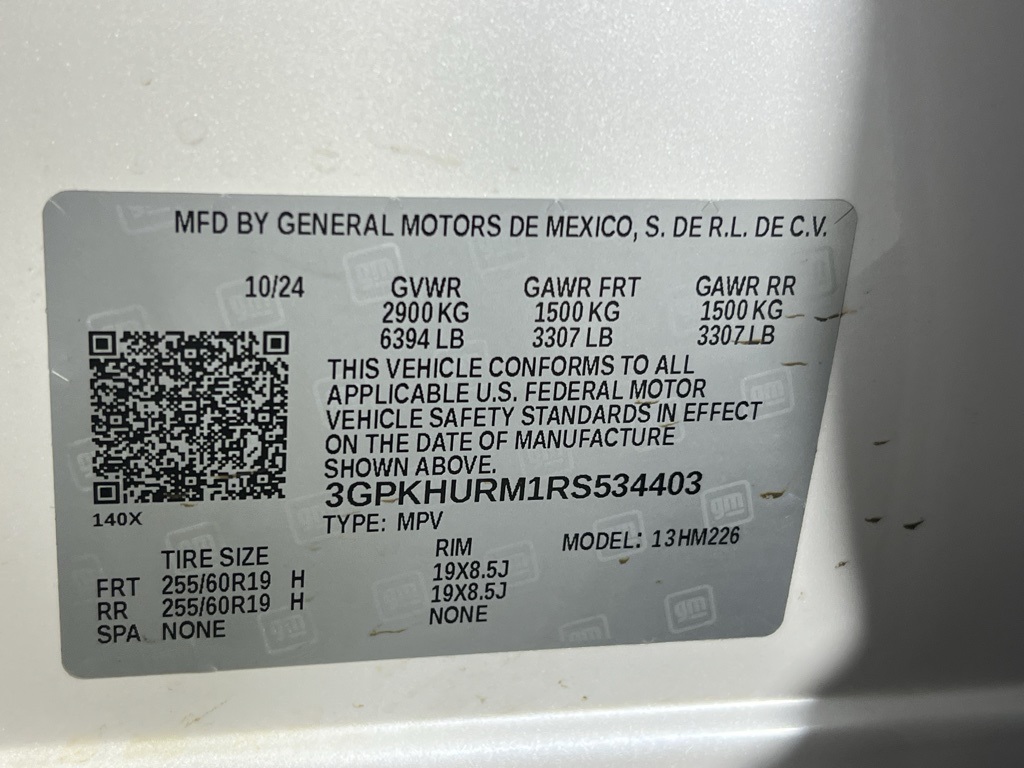 MFD BY GENERAL MOTORS DE MEXICO, S. DE R.L. DE C.V.
10/24 GVWR GAWR FRT GAWR RR
2900 KG 1500 KG 1500 KG
6394 LB 3307 LB 3307 LB
THIS VEHICLE CONFORMS TO ALL
APPLICABLE U.S. FEDERAL MOTOR
VEHICLE SAFETY STANDARDS IN EFFECT
ON THE DATE OF MANUFACTURE
SHOWN ABOVE.
3GPKHURM1RS534403
140X
TYPE: MPV
MODEL: 13HM226
TIRE SIZE RIM
FRT 255/60R19 H 19X8.5J
RR 255/60R19 H 19X8.5J
SPA NONE NONE
gm
gm
gm